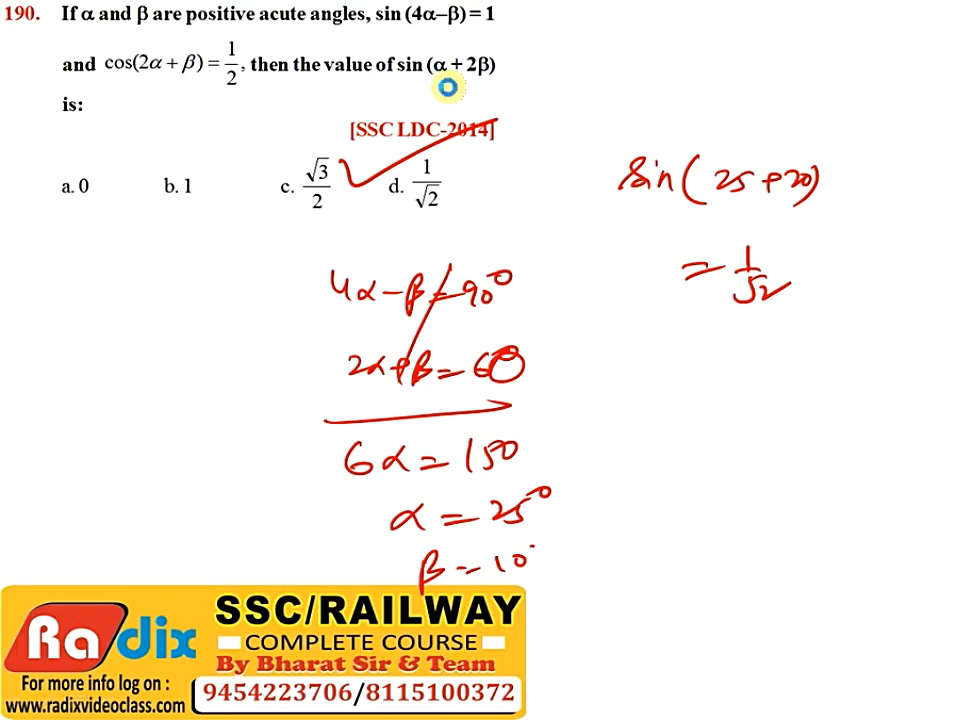 190. If α and β are positive acute angles, sin (4α–β) = 1
and cos(2α + β) = 1/2, then the value of sin (α + 2β)
is:
[SSC LDC-2014]
a. 0 b. 1 c. √3/2 d. 1/√2
sin (25+20)
= 1/√2
4α-β=90°
2α+β=60
6α=150
α=25°
β=10°
Radix
For more info log on :
www.radixvideoclass.com
SSC/RAILWAY
COMPLETE COURSE
By Bharat Sir & Team
9454223706/8115100372